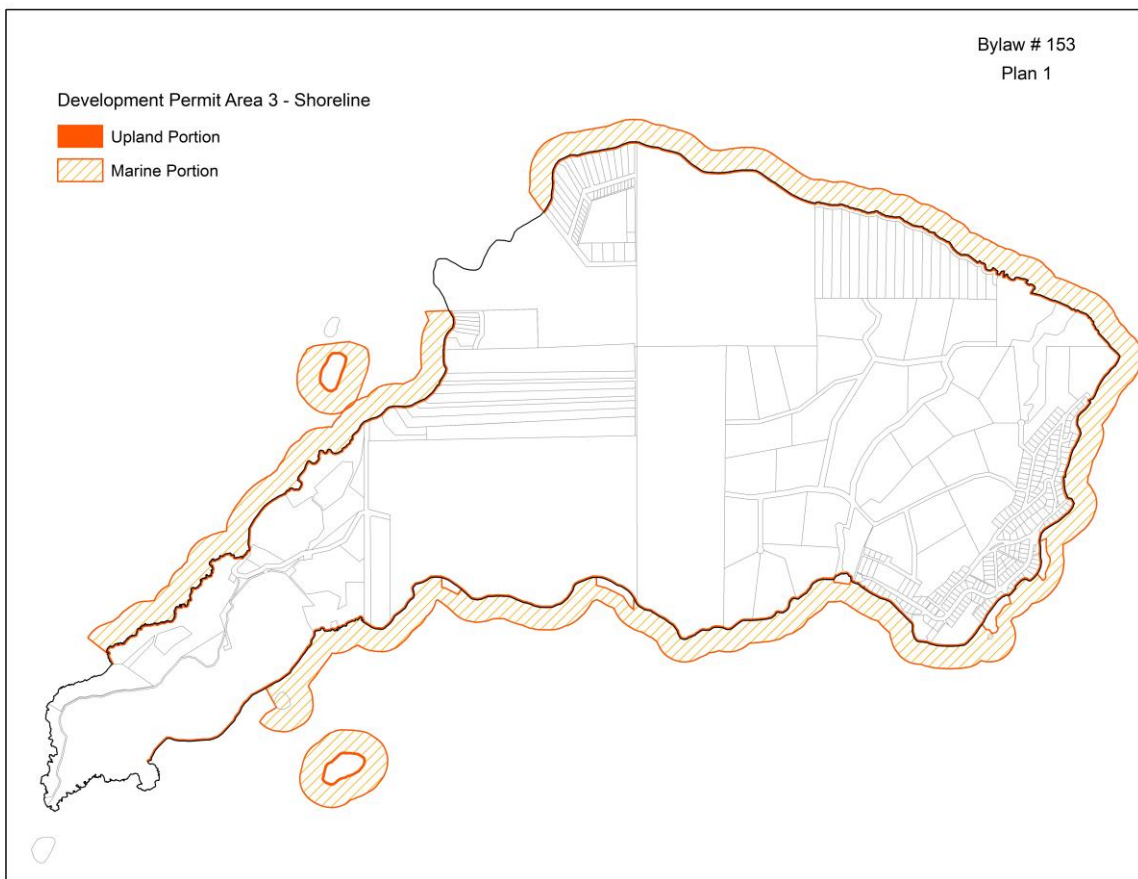 Bylaw # 153
Plan 1
Development Permit Area 3 - Shoreline
Upland Portion
Marine Portion